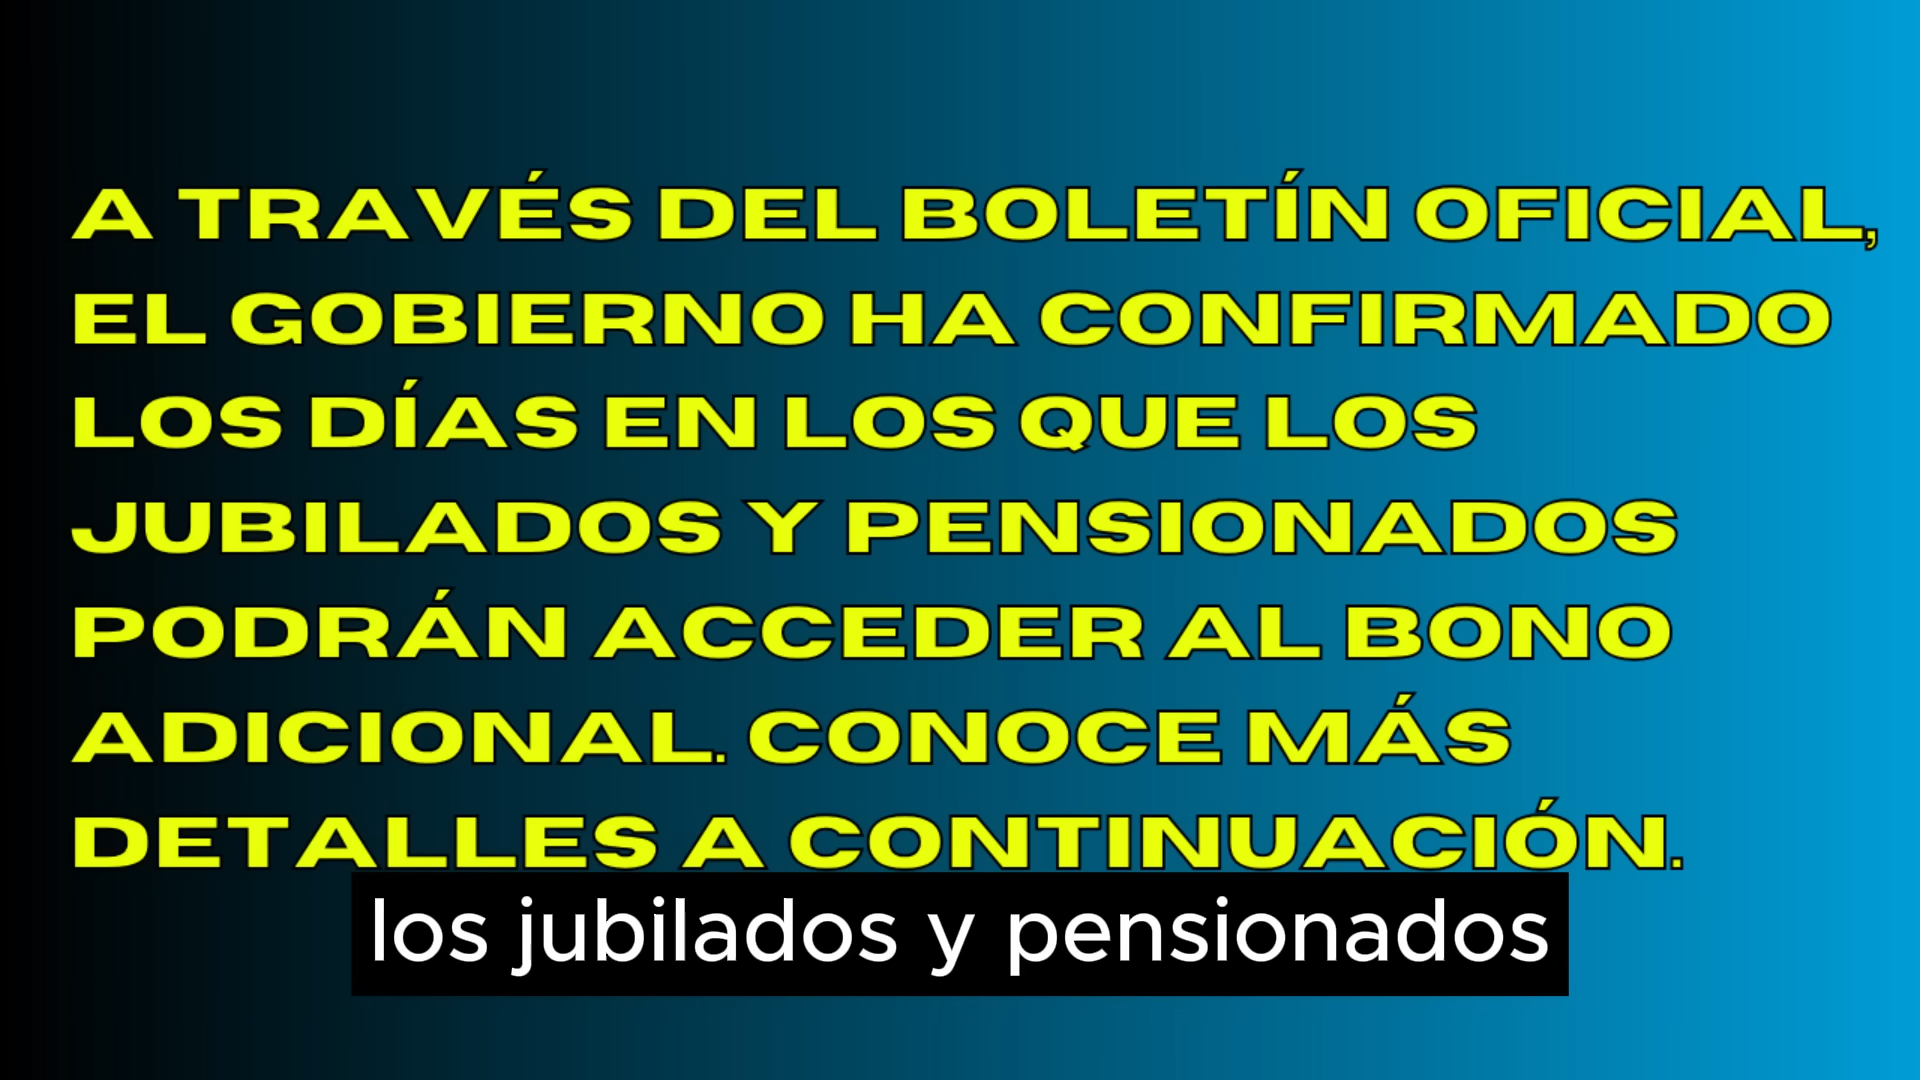 A TRAVÉS DEL BOLETÍN OFICIAL,
EL GOBIERNO HA CONFIRMADO
LOS DÍAS EN LOS QUE LOS
JUBILADOS Y PENSIONADOS
PODRÁN ACCEDER AL BONO
ADICIONAL. CONOCE MÁS
DETALLES A CONTINUACIÓN.
los jubilados y pensionados